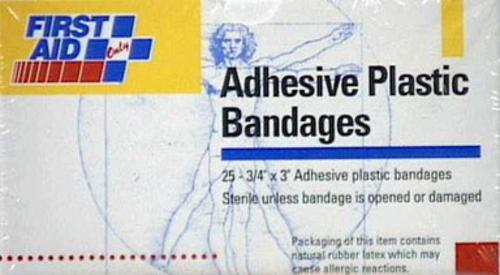 FIRST
AID
Only
Adhesive Plastic
Bandages
25 - 3/4" x 3" Adhesive plastic bandages
Sterile unless bandage is opened or damaged
Packaging of this item contains
natural rubber latex which may
cause allergic reactions.